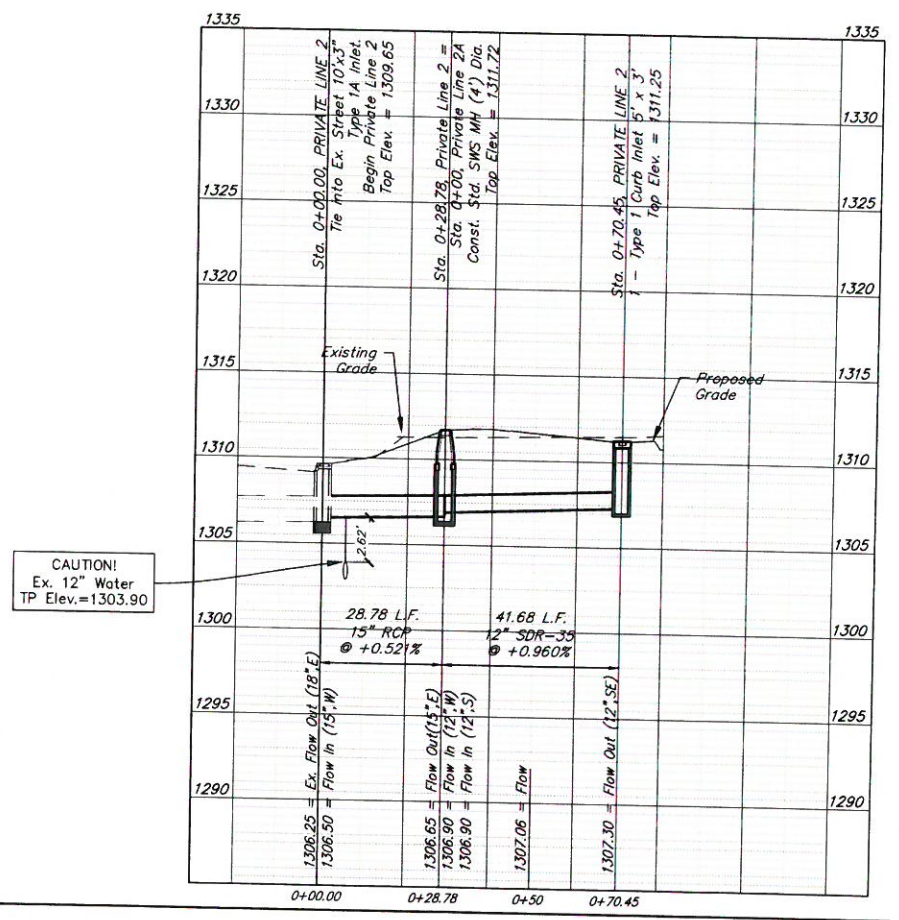 1335
1335
1330
1330
1325
1325
1320
1320
1315
1315
1310
1310
1305
1305
1300
1300
1295
1295
1290
1290
Sta. 0+00.00, PRIVATE LINE 2
Tie into Ex. Street 10'x3'
Type 1A Inlet.
Begin Private Line 2
Top Elev. = 1309.65
Sta. 0+28.78, Private Line 2 =
Sta. 0+00, Private Line 2A
Const. Std. SWS MH (4') Dia.
Top Elev. = 1311.72
Sta. 0+70.45, PRIVATE LINE 2
1 - Type 1 Curb Inlet 5' x 3'
Top Elev. = 1311.25
Existing
Grade
Proposed
Grade
2.62'
CAUTION!
Ex. 12" Water
TP Elev.=1303.90
28.78 L.F.
15" RCP
@ +0.521%
41.68 L.F.
12" SDR-35
@ +0.960%
1306.25 = Ex. Flow Out (18",E)
1306.50 = Flow In (15",W)
1306.65 = Flow Out(15",E)
1306.90 = Flow In (12",W)
1306.90 = Flow In (12",S)
1307.06 = Flow
1307.30 = Flow Out (12",SE)
0+00.00
0+28.78
0+50
0+70.45